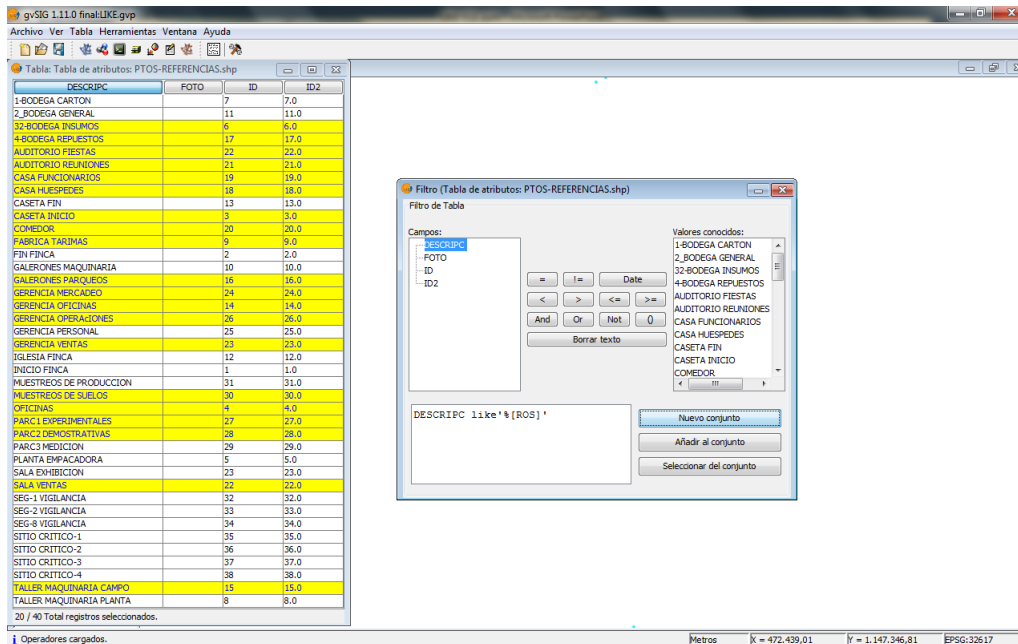 gvSIG 1.11.0 final:LIKE.gvp
Archivo Ver Tabla Herramientas Ventana Ayuda
Tabla: Tabla de atributos: PTOS-REFERENCIAS.shp
DESCRIPC FOTO ID ID2
1-BODEGA CARTON 7 7.0
2_BODEGA GENERAL 11 11.0
32-BODEGA INSUMOS 6 6.0
4-BODEGA REPUESTOS 17 17.0
AUDITORIO FIESTAS 22 22.0
AUDITORIO REUNIONES 21 21.0
CASA FUNCIONARIOS 19 19.0
CASA HUESPEDES 18 18.0
CASETA FIN 13 13.0
CASETA INICIO 3 3.0
COMEDOR 20 20.0
FABRICA TARIMAS 9 9.0
FIN FINCA 2 2.0
GALERONES MAQUINARIA 10 10.0
GALERONES PARQUEOS 16 16.0
GERENCIA MERCADEO 24 24.0
GERENCIA OFICINAS 14 14.0
GERENCIA OPERAcIONES 26 26.0
GERENCIA PERSONAL 25 25.0
GERENCIA VENTAS 23 23.0
IGLESIA FINCA 12 12.0
INICIO FINCA 1 1.0
MUESTREOS DE PRODUCCION 31 31.0
MUESTREOS DE SUELOS 30 30.0
OFICINAS 4 4.0
PARC1 EXPERIMENTALES 27 27.0
PARC2 DEMOSTRATIVAS 28 28.0
PARC3 MEDICION 29 29.0
PLANTA EMPACADORA 5 5.0
SALA EXHIBICION 23 23.0
SALA VENTAS 22 22.0
SEG-1 VIGILANCIA 32 32.0
SEG-2 VIGILANCIA 33 33.0
SEG-8 VIGILANCIA 34 34.0
SITIO CRITICO-1 35 35.0
SITIO CRITICO-2 36 36.0
SITIO CRITICO-3 37 37.0
SITIO CRITICO-4 38 38.0
TALLER MAQUINARIA CAMPO 15 15.0
TALLER MAQUINARIA PLANTA 8 8.0
20 / 40 Total registros seleccionados.
Filtro (Tabla de atributos: PTOS-REFERENCIAS.shp)
Filtro de Tabla
Campos:
DESCRIPC
FOTO
ID
ID2
= != Date
< > <= >=
And Or Not ()
Borrar texto
Valores conocidos:
1-BODEGA CARTON
2_BODEGA GENERAL
32-BODEGA INSUMOS
4-BODEGA REPUESTOS
AUDITORIO FIESTAS
AUDITORIO REUNIONES
CASA FUNCIONARIOS
CASA HUESPEDES
CASETA FIN
CASETA INICIO
COMEDOR
DESCRIPC like'%[ROS]'
Nuevo conjunto
Añadir al conjunto
Seleccionar del conjunto
Operadores cargados.
Metros X = 472.439,01 Y = 1.147.346,81 EPSG:32617